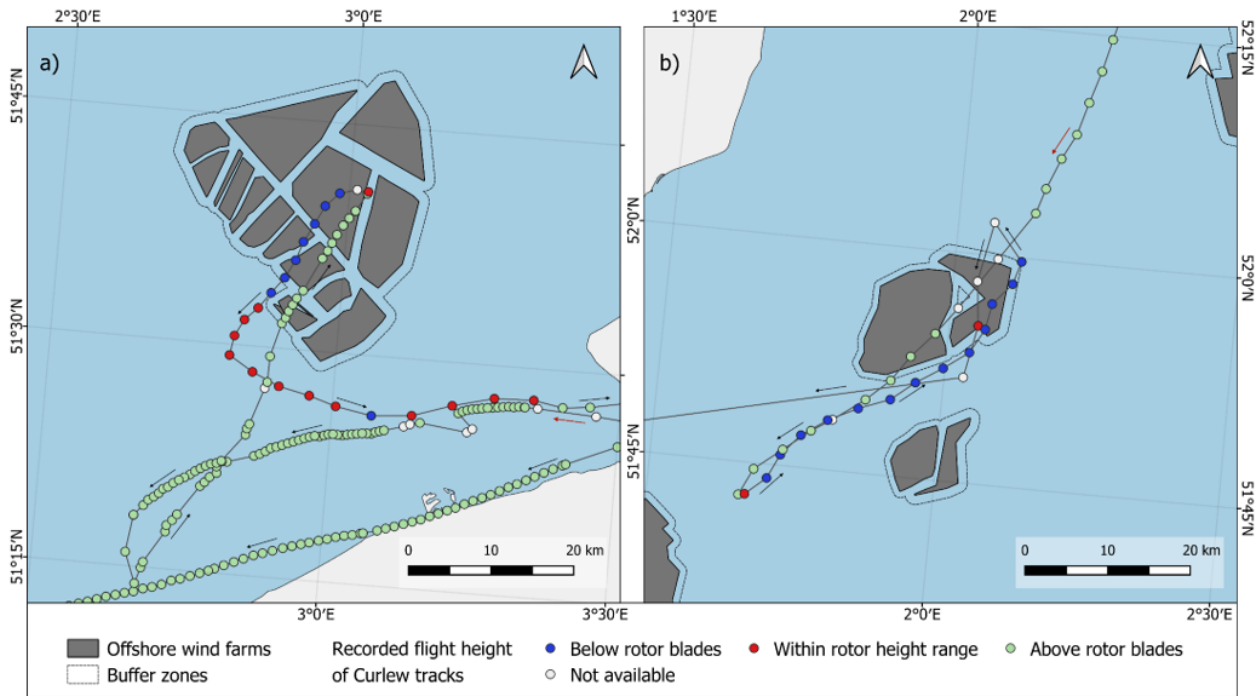 2°30'E 3°0'E 1°30'E 2°0'E
a) b)
52°15'N
51°45'N
52°0'N
52°0'N
51°30'N
51°45'N
51°45'N
51°15'N
0 10 20 km 0 10 20 km
3°0'E 3°30'E 2°0'E 2°30'E
Offshore wind farms Recorded flight height Below rotor blades Within rotor height range Above rotor blades
Buffer zones of Curlew tracks Not available